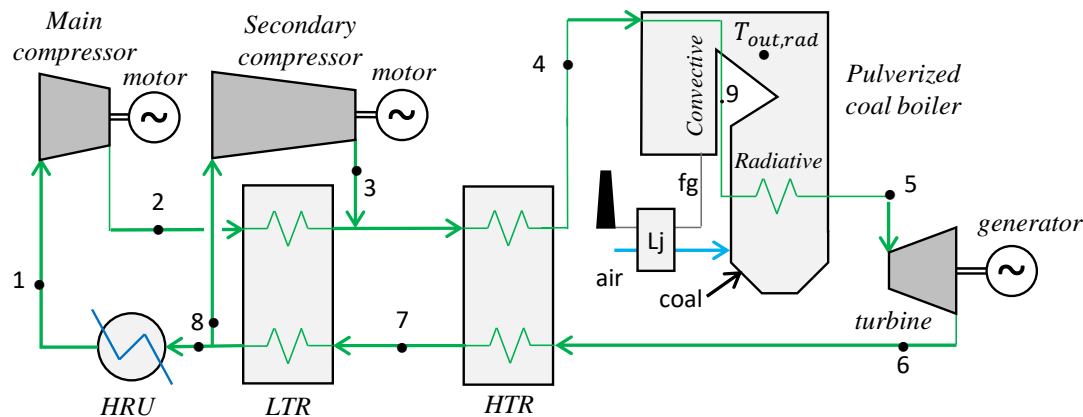 Main
compressor
motor
Secondary
compressor
motor
4
T_out,rad
Pulverized
coal boiler
Convective
.9
Radiative
2
3
fg
5
Lj
air
coal
generator
1
8
7
turbine
6
HRU
LTR
HTR